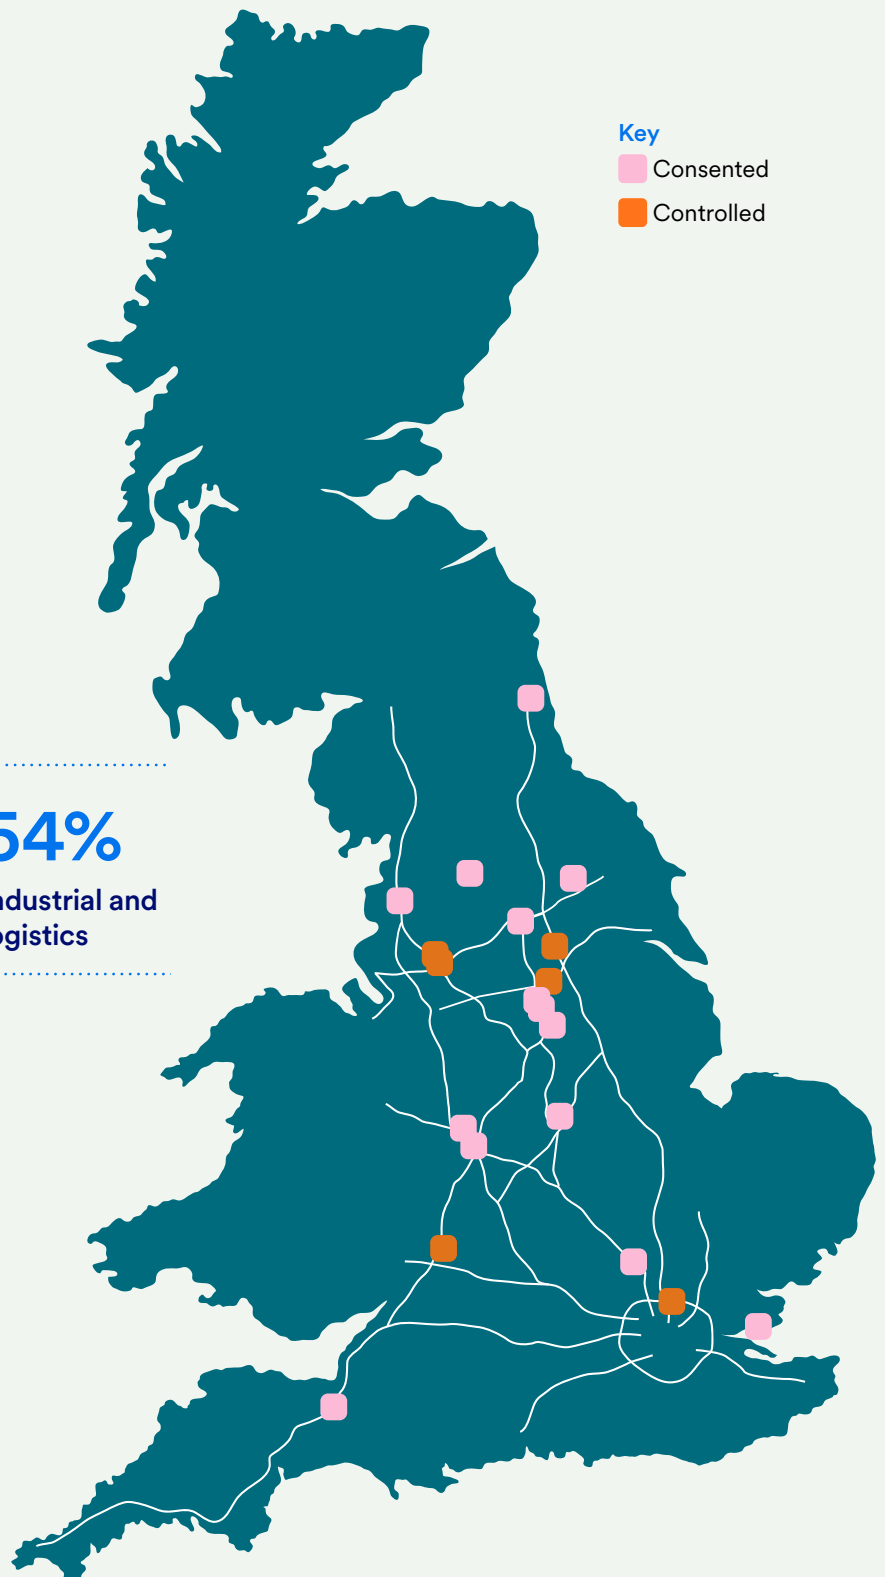 Key
Consented
Controlled
54%
ndustrial and
ogistics